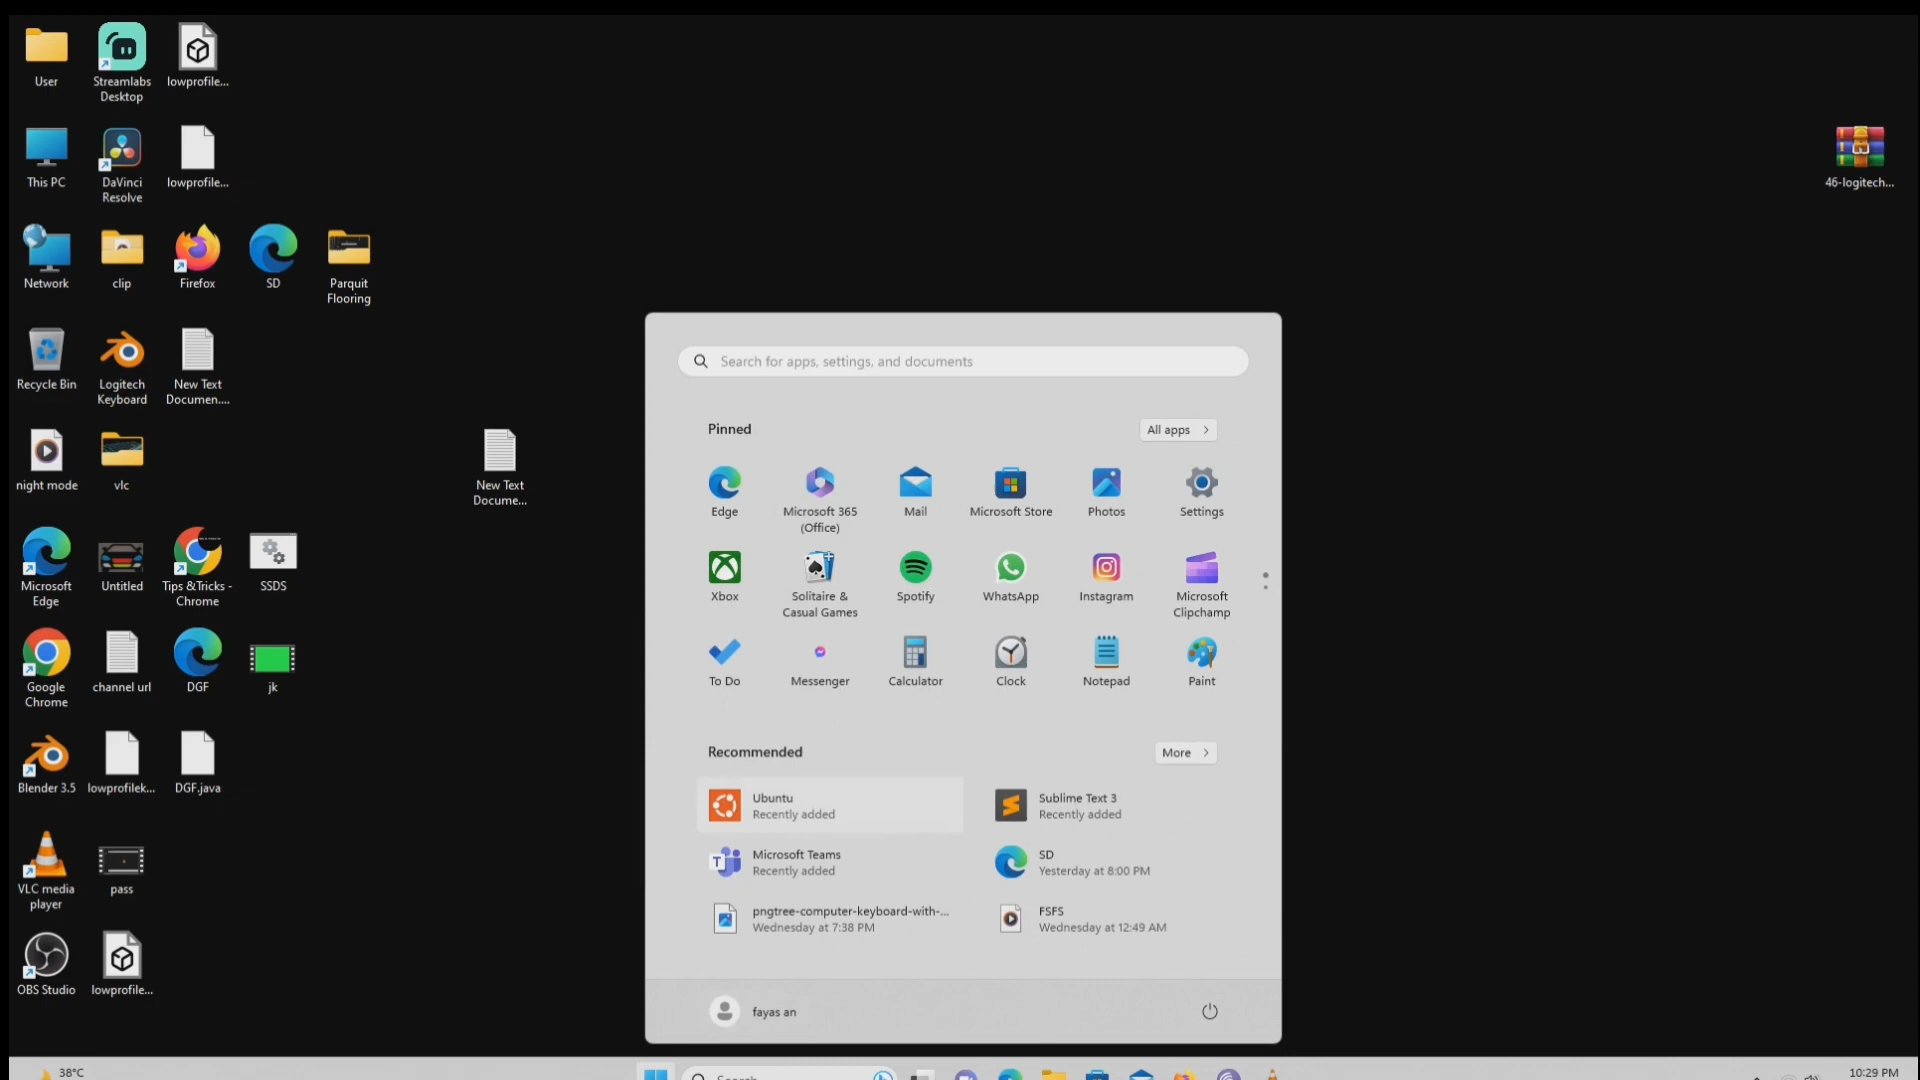 User
Streamlabs
Desktop
lowprofile...
This PC
DaVinci
Resolve
lowprofile...
46-logitech...
Network
clip
Firefox
SD
Parquit
Flooring
Recycle Bin
Logitech
Keyboard
New Text
Documen....
night mode
vlc
New Text
Docume...
Microsoft
Edge
Untitled
Tips &Tricks -
Chrome
SSDS
Google
Chrome
channel url
DGF
jk
Blender 3.5
lowprofilek...
DGF.java
VLC media
player
pass
OBS Studio
lowprofile...
Search for apps, settings, and documents
Pinned
All apps >
Edge
Microsoft 365
(Office)
Mail
Microsoft Store
Photos
Settings
Xbox
Solitaire &
Casual Games
Spotify
WhatsApp
Instagram
Microsoft
Clipchamp
To Do
Messenger
Calculator
Clock
Notepad
Paint
Recommended
More >
Ubuntu
Recently added
Sublime Text 3
Recently added
Microsoft Teams
Recently added
SD
Yesterday at 8:00 PM
pngtree-computer-keyboard-with-...
Wednesday at 7:38 PM
FSFS
Wednesday at 12:49 AM
fayas an
38°C
Search
10:29 PM